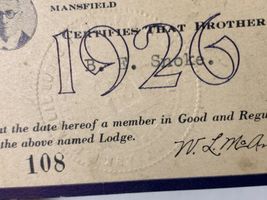 MANSFIELD
CERTIFIES THAT BROTHER
1926
B. F. Snoke.
at the date hereof a member in Good and Regu
the above named Lodge.
108
W. L. McA